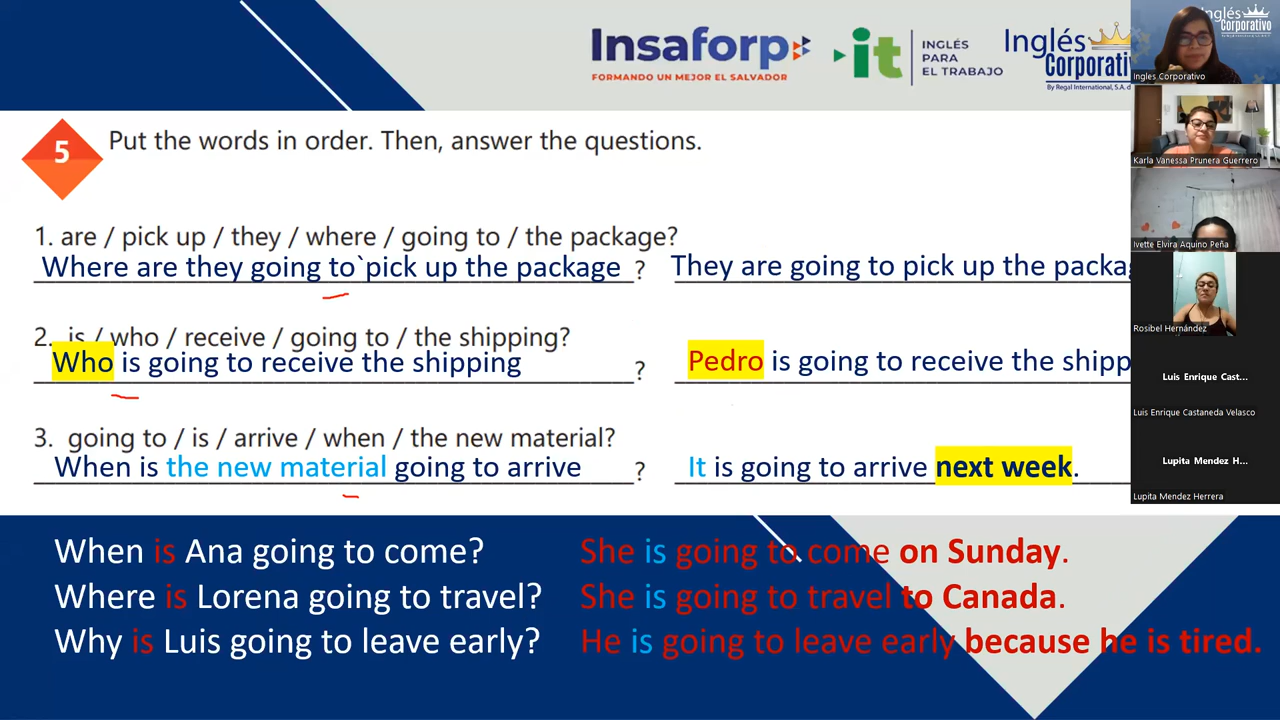 Insaforp
FORMANDO UN MEJOR EL SALVADOR
it
INGLÉS
PARA
EL TRABAJO
Inglés
Corporativ
By Regal International, S.A. d
Inglés
Corporativo
By Regal International, S.A. de C.V.
Ingles Corporativo
5
Put the words in order. Then, answer the questions.
1. are / pick up / they / where / going to / the package?
Where are they going to`pick up the package ?
They are going to pick up the packag
2. is / who / receive / going to / the shipping?
Who is going to receive the shipping ?
Pedro is going to receive the shipp
3. going to / is / arrive / when / the new material?
When is the new material going to arrive ?
It is going to arrive next week.
When is Ana going to come?
She is going to come on Sunday.
Where is Lorena going to travel?
She is going to travel to Canada.
Why is Luis going to leave early?
He is going to leave early because he is tired.
Karla Vanessa Prunera Guerrero
Ivette Elvira Aquino Peña
Rosibel Hernández
Luis Enrique Cast...
Luis Enrique Castaneda Velasco
Lupita Mendez H...
Lupita Mendez Herrera